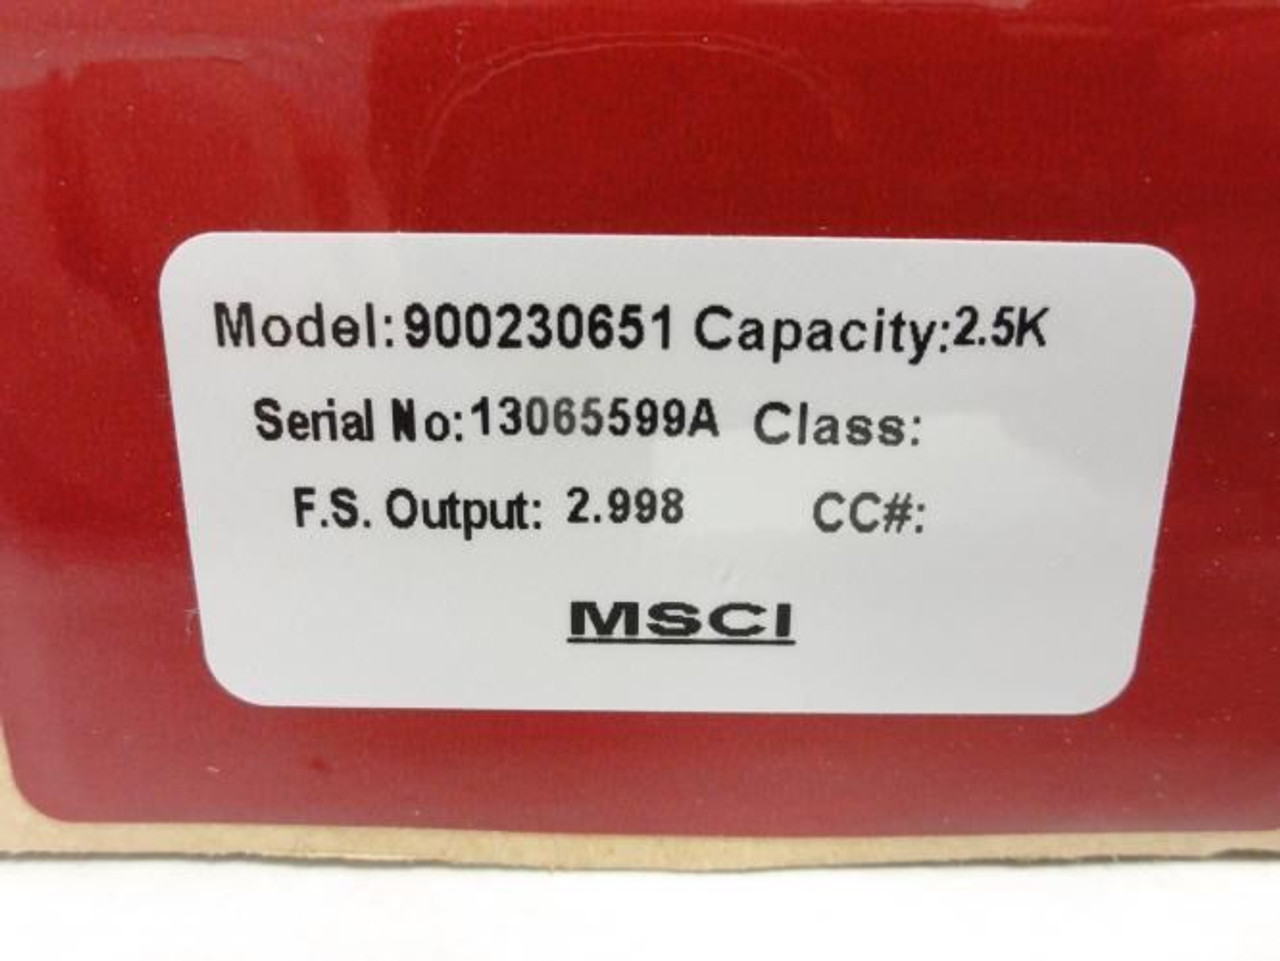 Model:900230651 Capacity:2.5K
Serial No:13065599A Class:
F.S. Output: 2.998 CC#:
MSCI